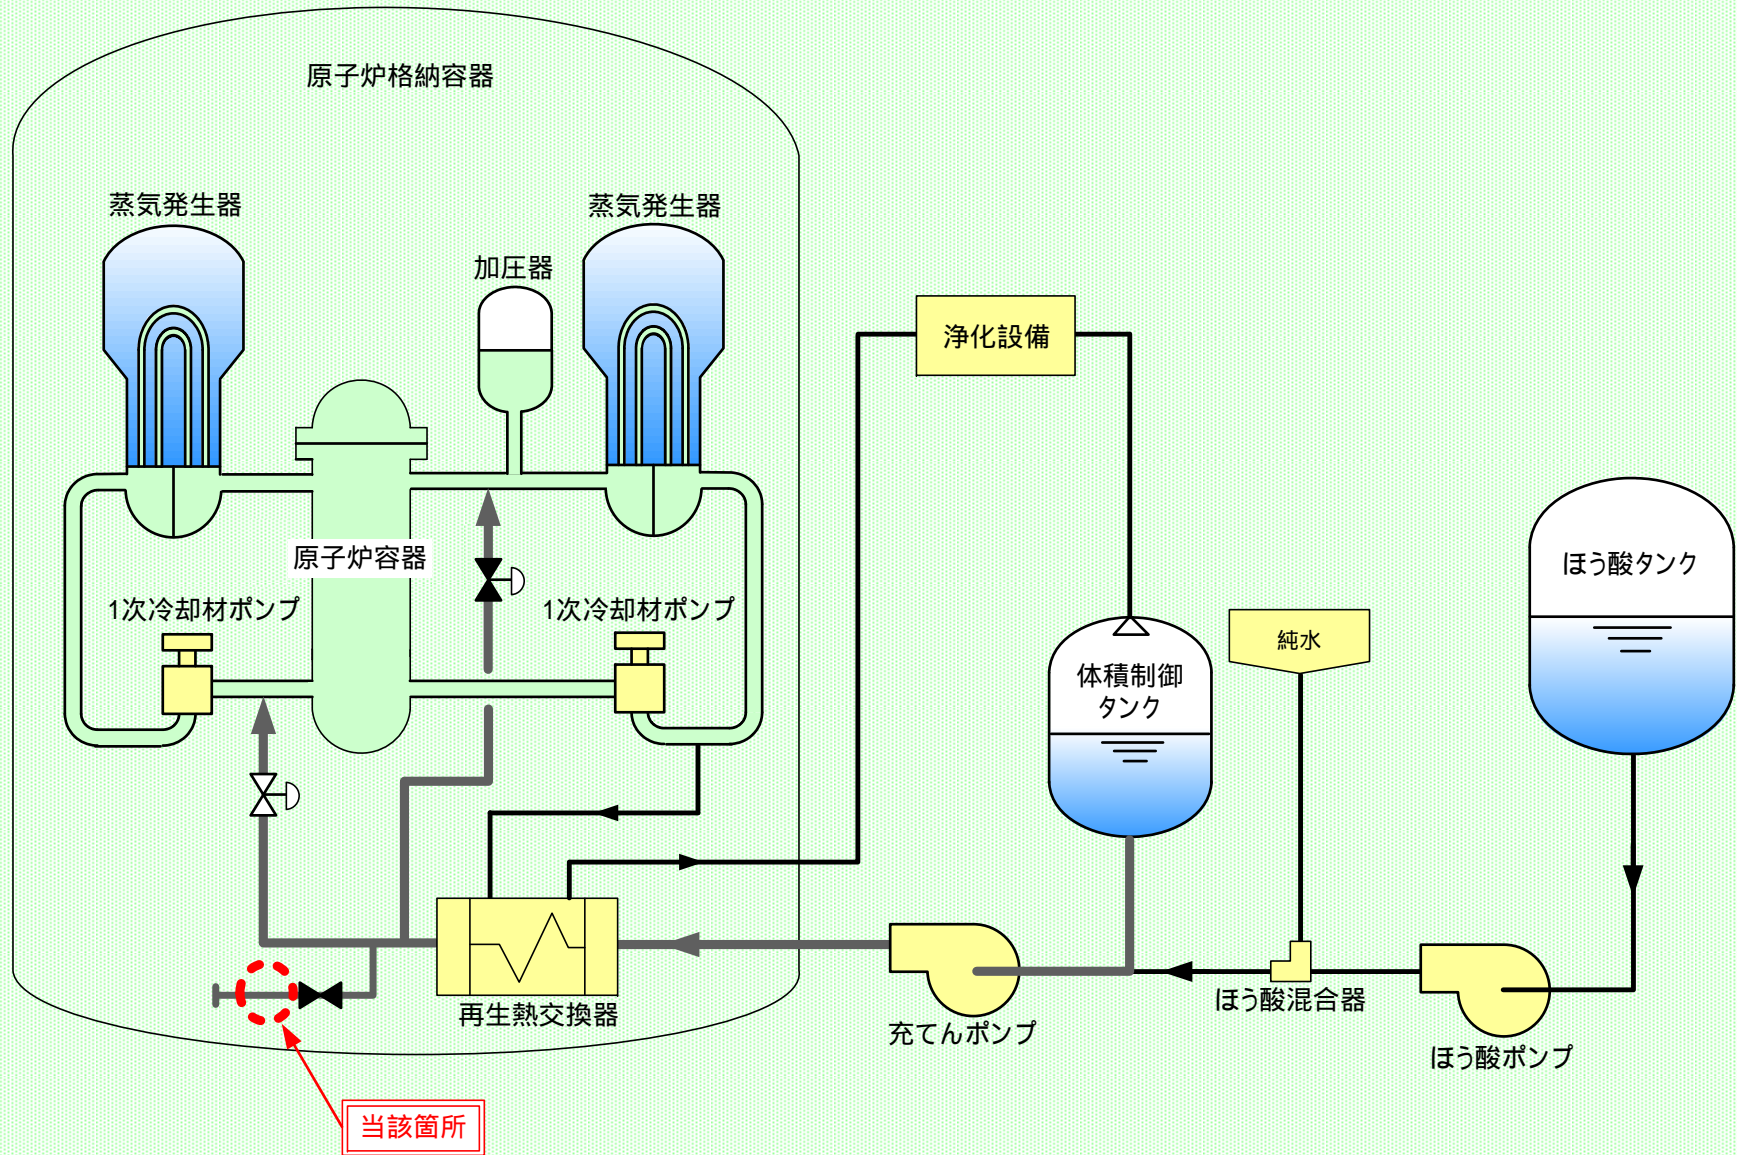 原子炉格納容器
蒸気発生器
蒸気発生器
加圧器
浄化設備
原子炉容器
ほう酸タンク
1次冷却材ポンプ
1次冷却材ポンプ
純水
体積制御
タンク
再生熱交換器
ほう酸混合器
充てんポンプ
ほう酸ポンプ
当該箇所